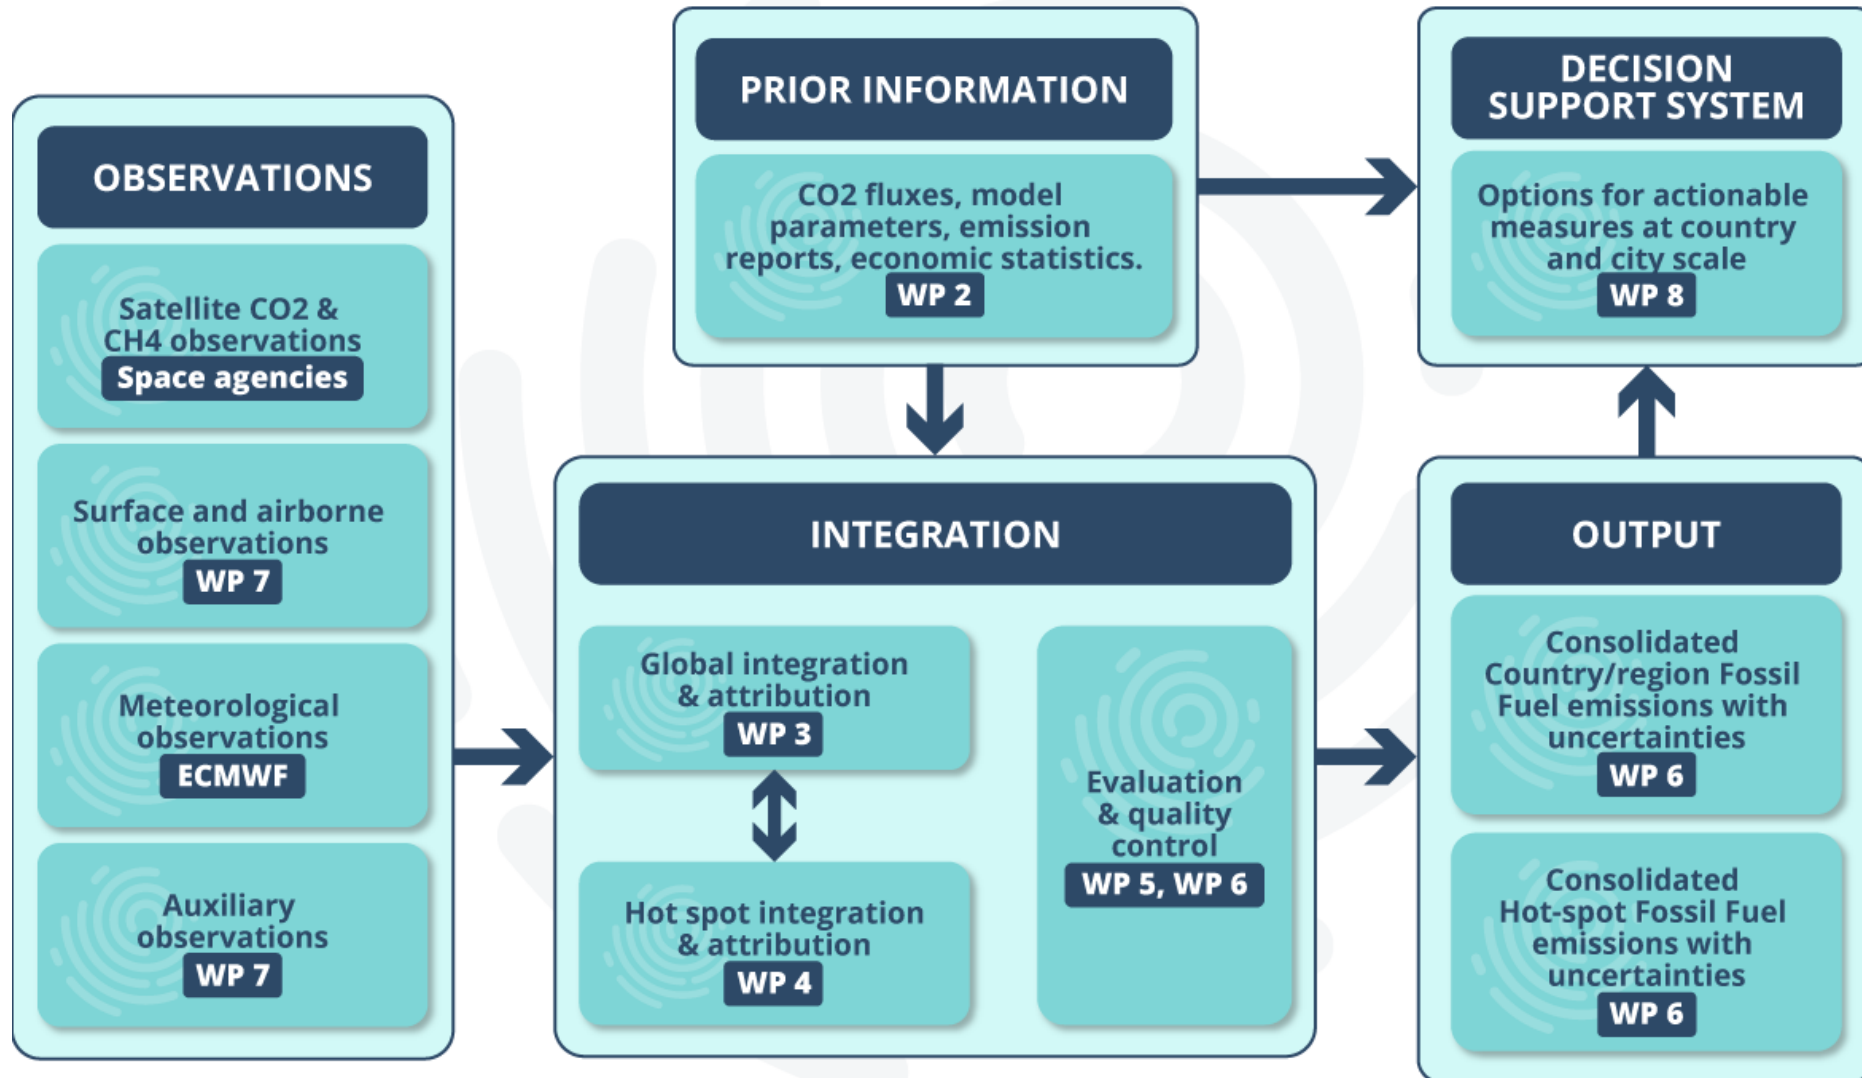 OBSERVATIONS
Satellite CO2 &
CH4 observations
Space agencies
Surface and airborne
observations
WP 7
Meteorological
observations
ECMWF
Auxiliary
observations
WP 7
PRIOR INFORMATION
CO2 fluxes, model
parameters, emission
reports, economic statistics.
WP 2
INTEGRATION
Global integration
& attribution
WP 3
Hot spot integration
& attribution
WP 4
Evaluation
& quality
control
WP 5, WP 6
DECISION
SUPPORT SYSTEM
Options for actionable
measures at country
and city scale
WP 8
OUTPUT
Consolidated
Country/region Fossil
Fuel emissions with
uncertainties
WP 6
Consolidated
Hot-spot Fossil Fuel
emissions with
uncertainties
WP 6